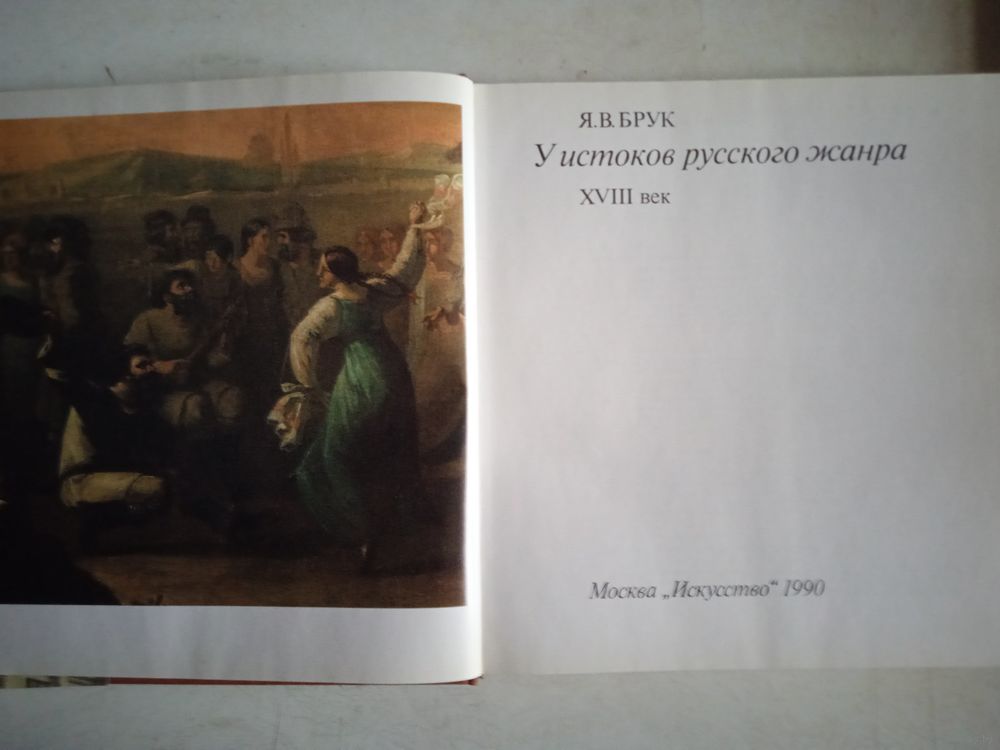 Я.В.БРУК
У истоков русского жанра
XVIII век
Москва „Искусство“ 1990